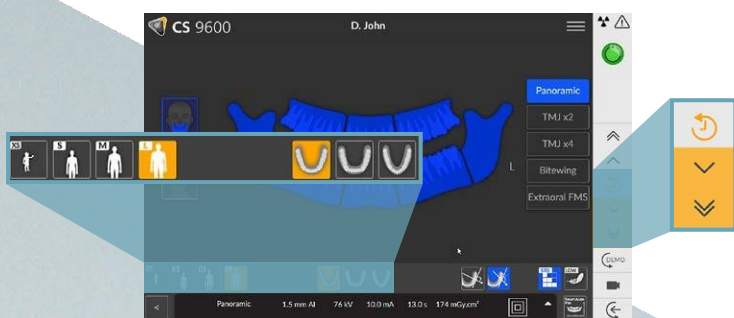 CS 9600
D. John
Panoramic
TMJ x2
TMJ x4
Bitewing
Extraoral FMS
XS S M L
L
DEMO
LOW
Panoramic 1.5 mm Al 76 kV 10.0 mA 13.0 s 174 mGy.cm²
<